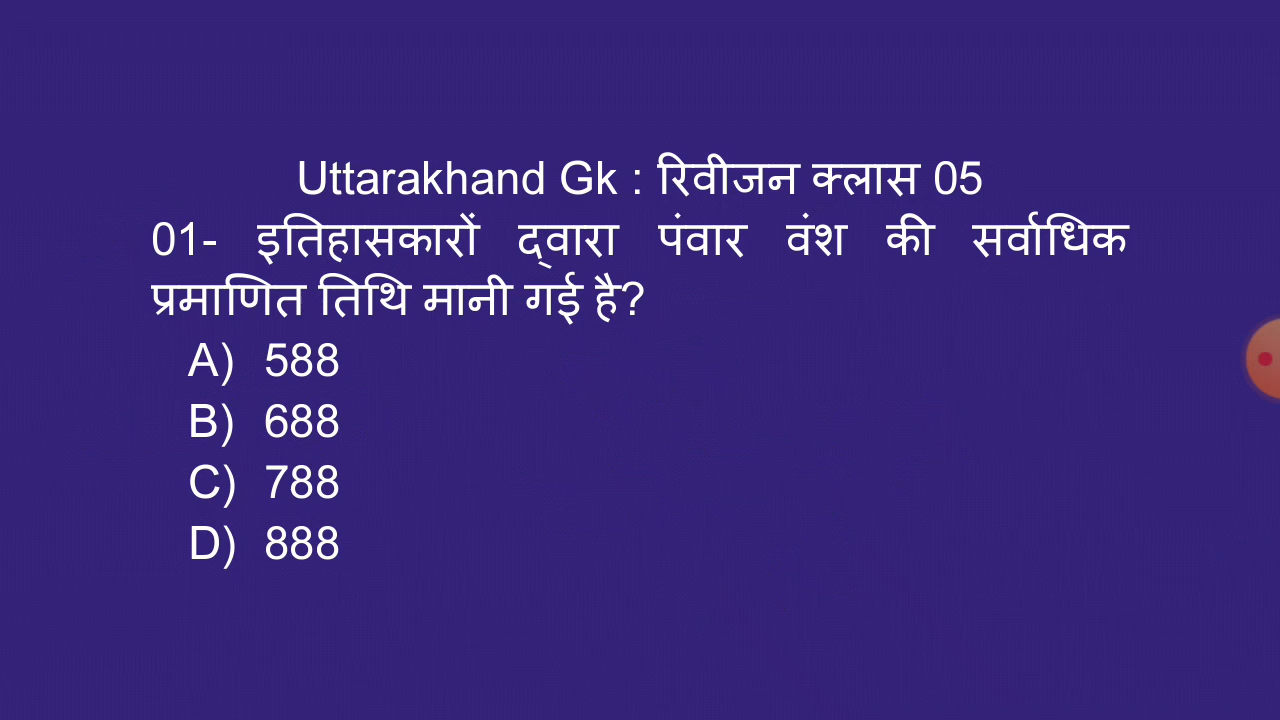 Uttarakhand Gk : रिवीजन क्लास 05
01- इतिहासकारों द्‌वारा पंवार वंश की सर्वाधिक
प्रमाणित तिथि मानी गई है?
A) 588
B) 688
C) 788
D) 888